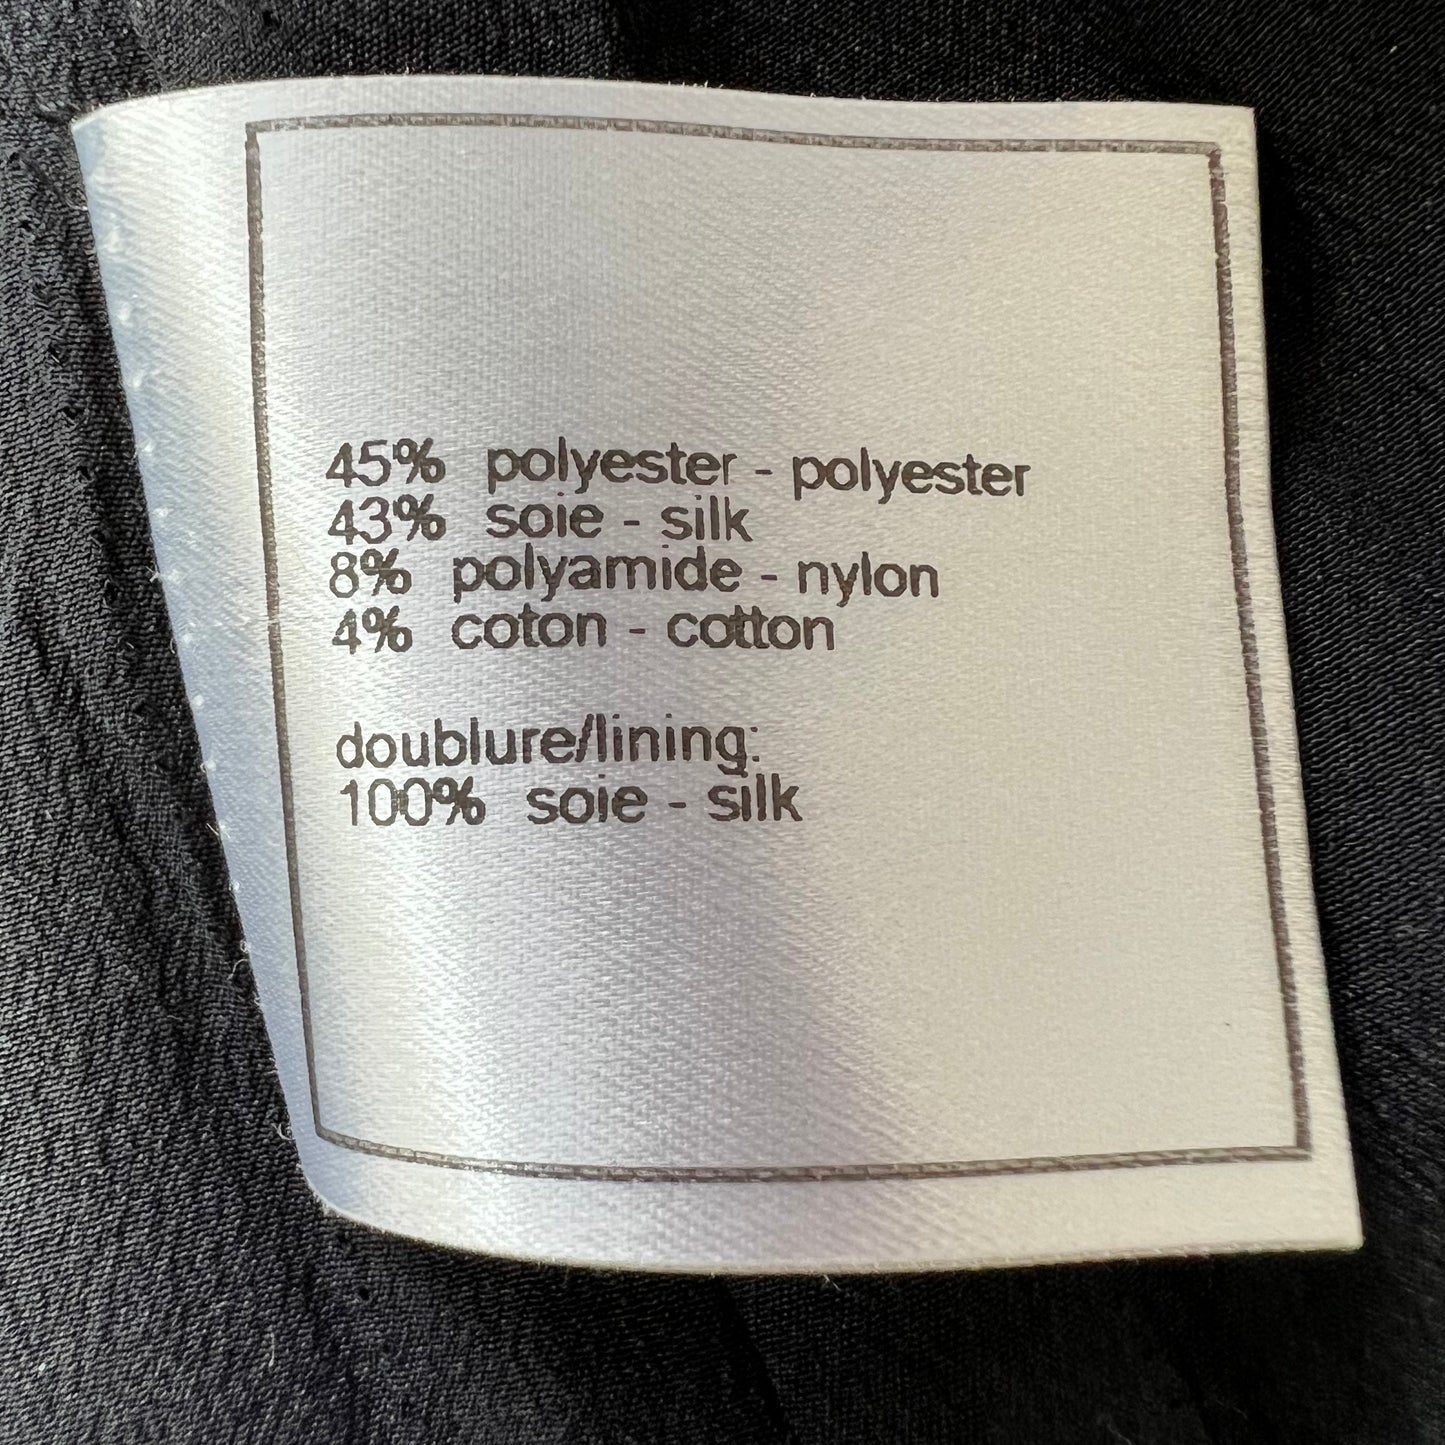 45% polyester - polyester
43% soie - silk
8% polyamide - nylon
4% coton - cotton
doublure/lining:
100% soie - silk